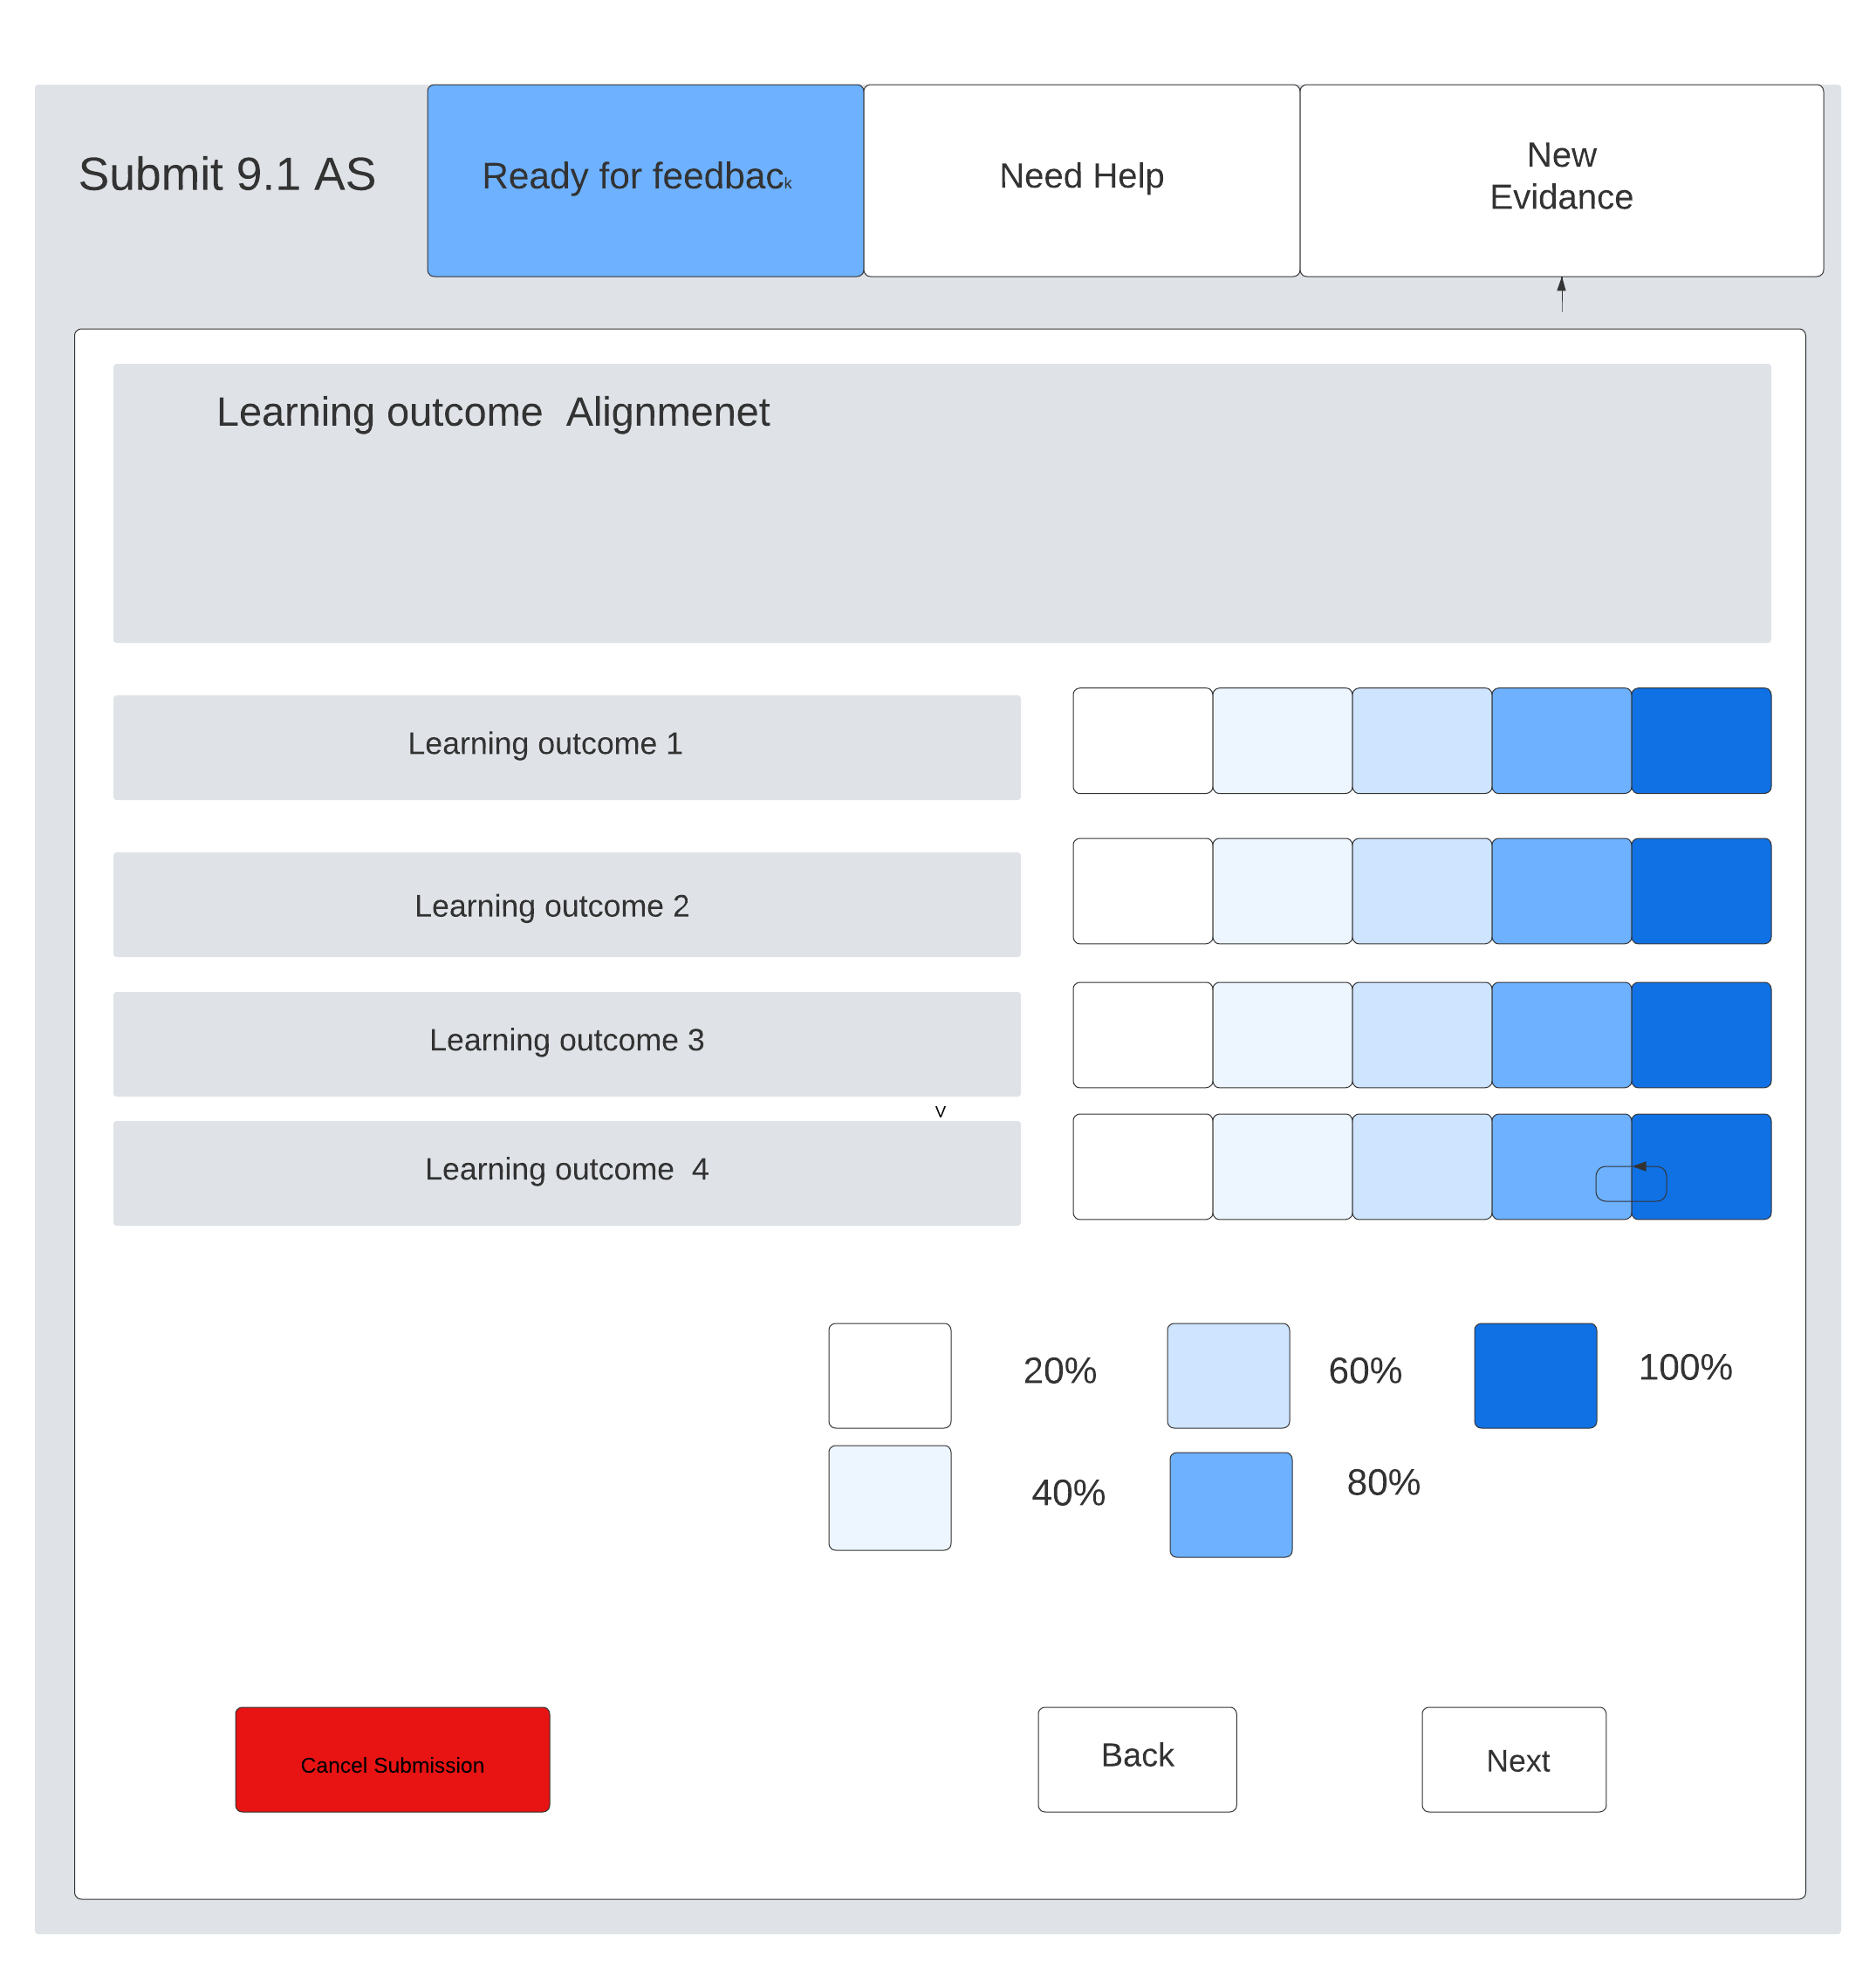 Submit 9.1 AS
Ready for feedback
Need Help
New
Evidance
Learning outcome  Alignmenet
Learning outcome 1
Learning outcome 2
Learning outcome 3
v
Learning outcome  4
20%
60%
100%
40%
80%
Cancel Submission
Back
Next